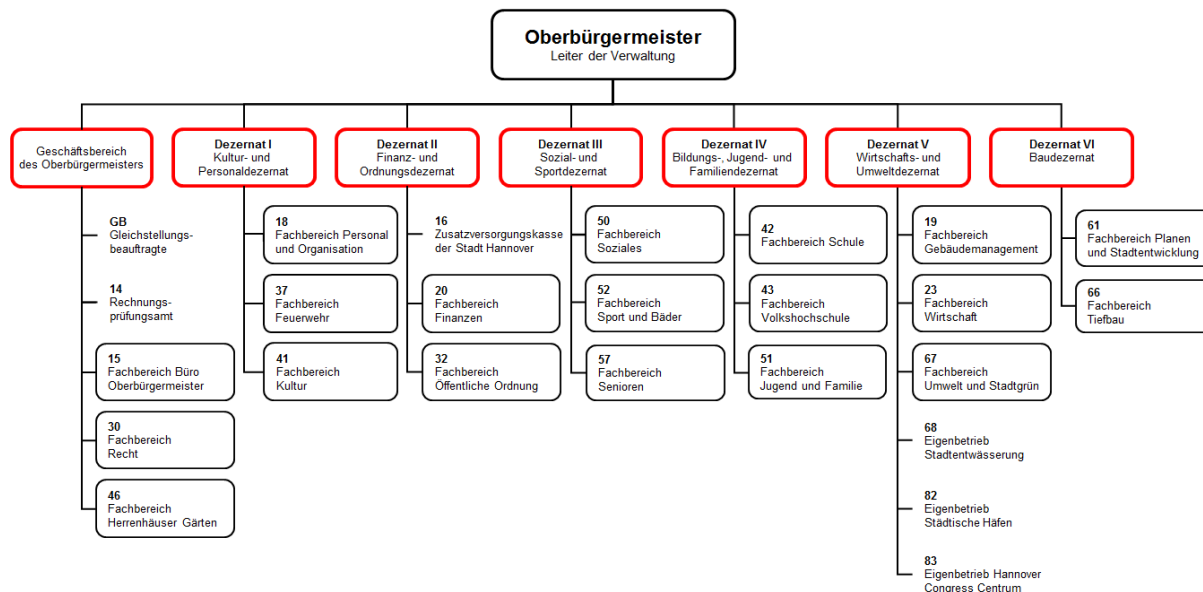 Oberbürgermeister
Leiter der Verwaltung
Geschäftsbereich
des Oberbürgermeisters
GB
Gleichstellungs-
beauftragte
14
Rechnungs-
prüfungsamt
15
Fachbereich Büro
Oberbürgermeister
30
Fachbereich
Recht
46
Fachbereich
Herrenhäuser Gärten
Dezernat I
Kultur- und
Personaldezernat
18
Fachbereich Personal
und Organisation
37
Fachbereich
Feuerwehr
41
Fachbereich
Kultur
Dezernat II
Finanz- und
Ordnungsdezernat
16
Zusatzversorgungskasse
der Stadt Hannover
20
Fachbereich
Finanzen
32
Fachbereich
Öffentliche Ordnung
Dezernat III
Sozial- und
Sportdezernat
50
Fachbereich
Soziales
52
Fachbereich
Sport und Bäder
57
Fachbereich
Senioren
Dezernat IV
Bildungs-, Jugend- und
Familiendezernat
42
Fachbereich Schule
43
Fachbereich
Volkshochschule
51
Fachbereich
Jugend und Familie
Dezernat V
Wirtschafts- und
Umweltdezernat
19
Fachbereich
Gebäudemanagement
23
Fachbereich
Wirtschaft
67
Fachbereich
Umwelt und Stadtgrün
68
Eigenbetrieb
Stadtentwässerung
82
Eigenbetrieb
Städtische Häfen
83
Eigenbetrieb Hannover
Congress Centrum
Dezernat VI
Baudezernat
61
Fachbereich Planen
und Stadtentwicklung
66
Fachbereich
Tiefbau